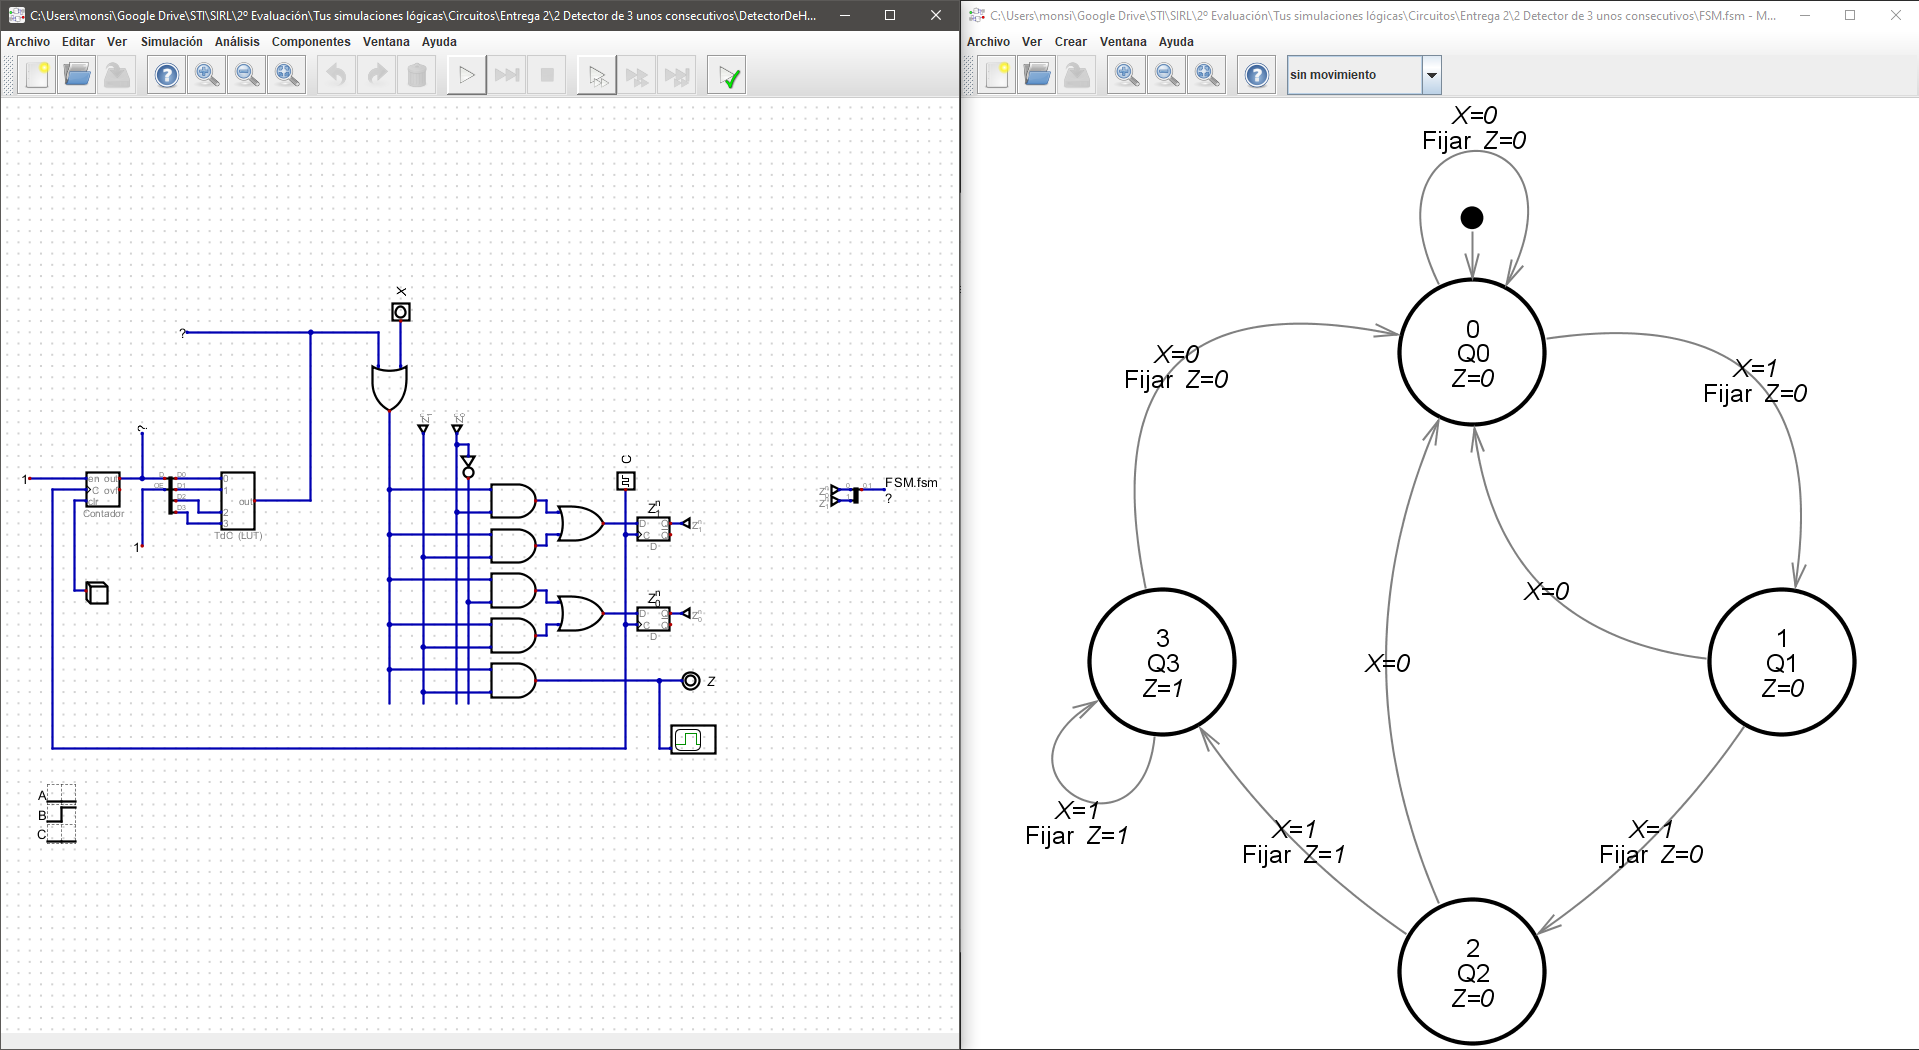 C:\Users\monsi\Google Drive\STI\SIRL\2º Evaluación\Tus simulaciones lógicas\Circuitos\Entrega 2\2 Detector de 3 unos consecutivos\DetectorDeH...
Archivo Editar Ver Simulación Análisis Componentes Ventana Ayuda
X
?
?
1
en out
C ovf
clr
Contador
D
D0
D1
D2
D3
0
1
2
3
out
TdC (LUT)
1
C
Z
D Q
C Q
D
Z
D Q
C Q
D
Z
FSM.fsm
?
A
B
C
C:\Users\monsi\Google Drive\STI\SIRL\2º Evaluación\Tus simulaciones lógicas\Circuitos\Entrega 2\2 Detector de 3 unos consecutivos\FSM.fsm - M...
Archivo Ver Crear Ventana Ayuda
sin movimiento
X=0
Fijar Z=0
0
Q0
Z=0
X=0
Fijar Z=0
X=1
Fijar Z=0
X=0
3
Q3
Z=1
X=0
1
Q1
Z=0
X=1
Fijar Z=1
X=1
Fijar Z=1
X=1
Fijar Z=0
2
Q2
Z=0